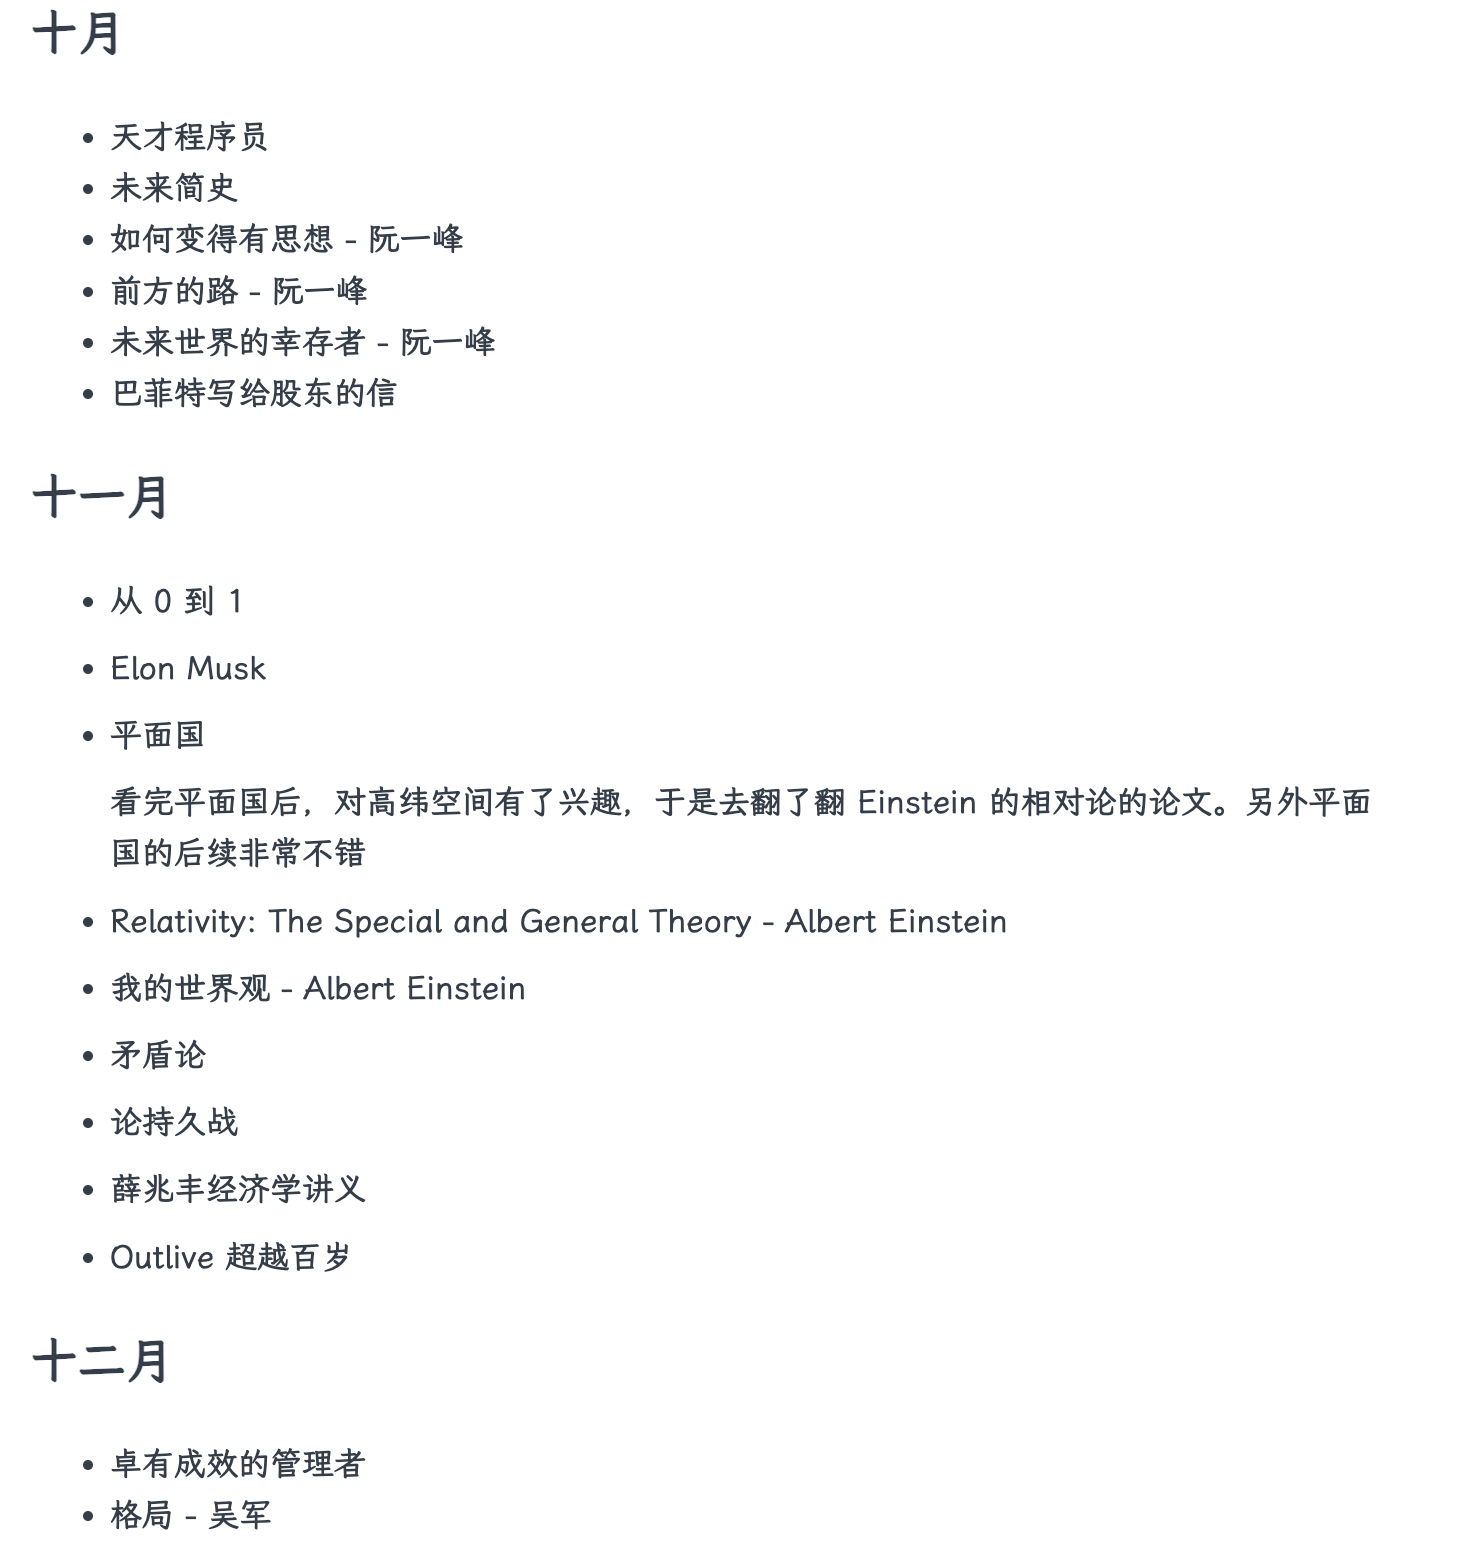 十月
• 天才程序员
• 未来简史
• 如何变得有思想 - 阮一峰
• 前方的路 - 阮一峰
• 未来世界的幸存者 - 阮一峰
• 巴菲特写给股东的信
十一月
• 从 0 到 1
• Elon Musk
• 平面国
看完平面国后，对高纬空间有了兴趣，于是去翻了翻 Einstein 的相对论的论文。另外平面
国的后续非常不错
• Relativity: The Special and General Theory - Albert Einstein
• 我的世界观 - Albert Einstein
• 矛盾论
• 论持久战
• 薛兆丰经济学讲义
• Outlive 超越百岁
十二月
• 卓有成效的管理者
• 格局 - 吴军